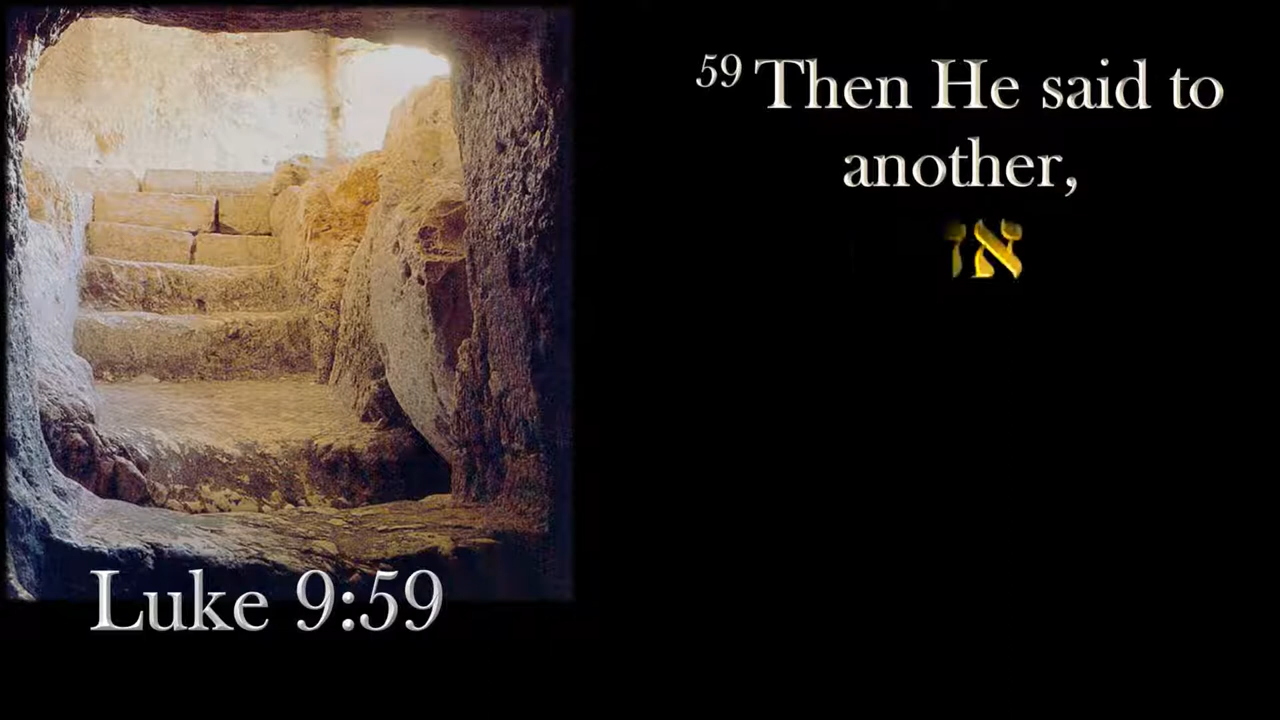 59 Then He said to
another,
אז
Luke 9:59